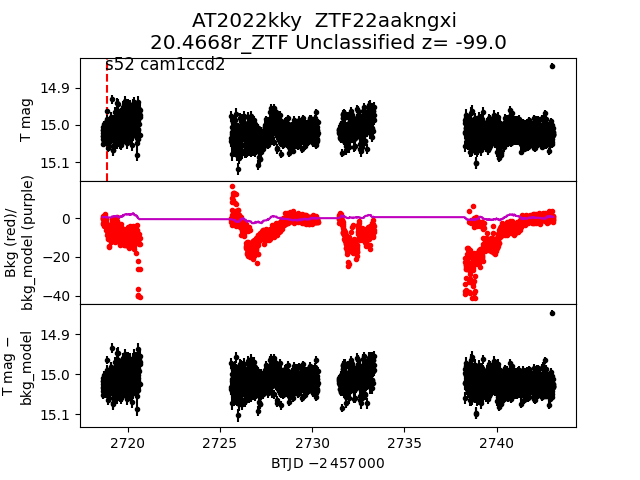 AT2022kky  ZTF22aakngxi
20.4668r_ZTF Unclassified z= -99.0
s52 cam1ccd2
14.9
15.0
15.1
T mag
0
−20
−40
Bkg (red)/
bkg_model (purple)
14.9
15.0
15.1
T mag −
bkg_model
2720
2725
2730
2735
2740
BTJD −2 457 000